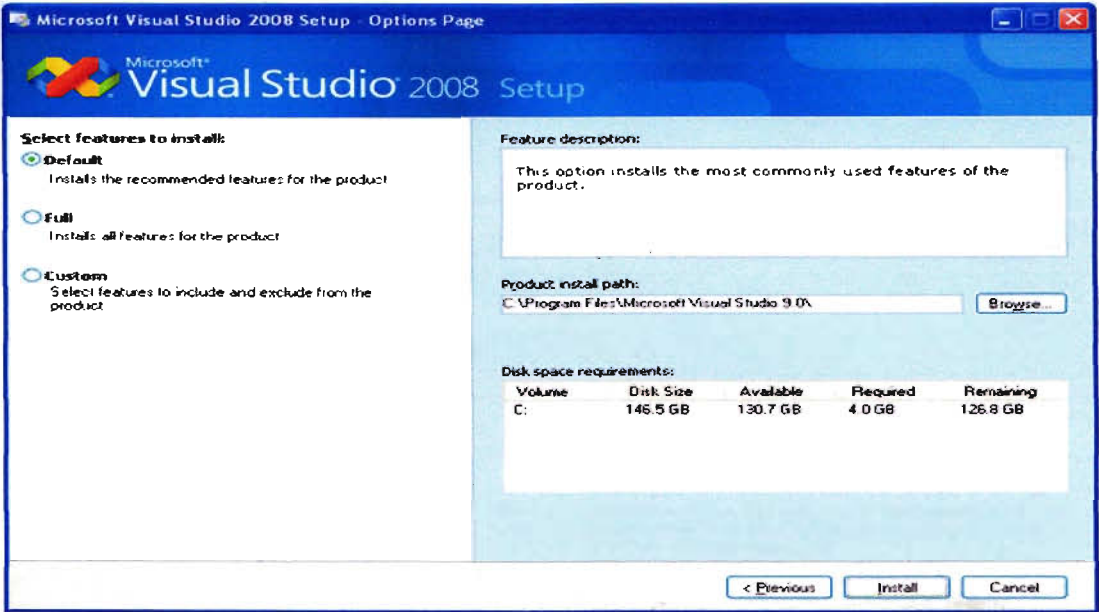 Microsoft Visual Studio 2008 Setup - Options Page
Microsoft®
Visual Studio® 2008 Setup
Select features to install:
Default
Installs the recommended features for the product
Full
Installs all features for the product
Custom
Select features to include and exclude from the
product
Feature description:
This option installs the most commonly used features of the
product.
Product install path:
C:\Program Files\Microsoft Visual Studio 9.0\
Browse...
Disk space requirements:
Volume Disk Size Available Required Remaining
C: 146.5 GB 130.7 GB 4.0 GB 126.8 GB
< Previous Install Cancel